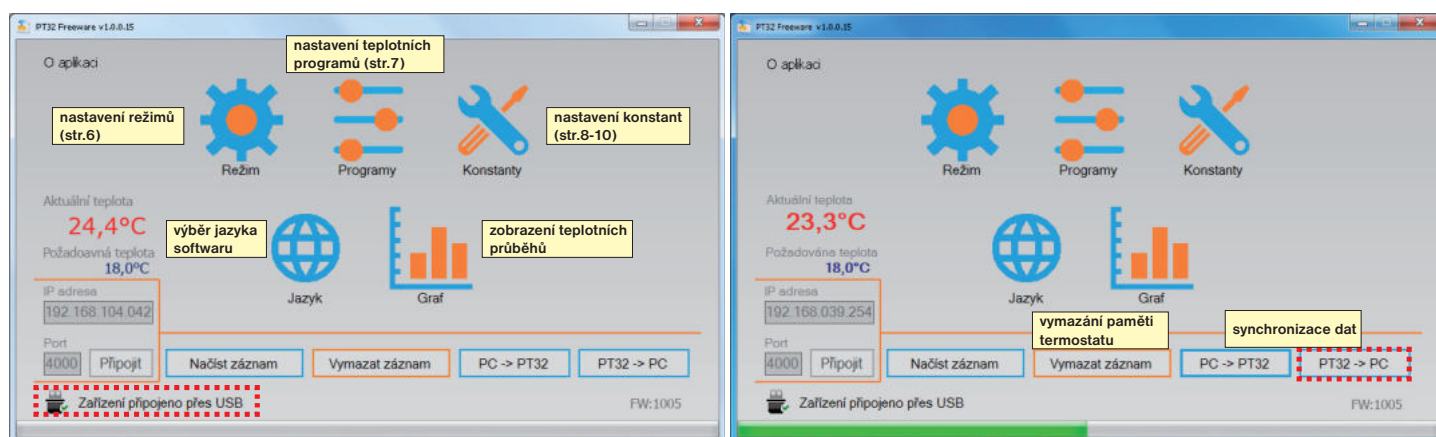 PT32 Freeware v1.0.0.15
O aplikaci
nastavení teplotních
programů (str.7)
nastavení režimů
(str.6)
nastavení konstant
(str.8-10)
Režim
Programy
Konstanty
Aktuální teplota
24,4°C
výběr jazyka
softwaru
zobrazení teplotních
průběhů
Požadoavná teplota
18,0ºC
IP adresa
192.168.104.042
Jazyk
Graf
Port
4000
Připojit
Načíst záznam
Vymazat záznam
PC -> PT32
PT32 -> PC
Zařízení připojeno přes USB
FW:1005
PT32 Freeware v1.0.0.15
O aplikaci
Režim
Programy
Konstanty
Aktuální teplota
23,3°C
Požadována teplota
18,0°C
IP adresa
192.168.039.254
Jazyk
Graf
vymazání paměti
termostatu
synchronizace dat
Port
4000
Připojit
Načíst záznam
Vymazat záznam
PC -> PT32
PT32 -> PC
Zařízení připojeno přes USB
FW:1005